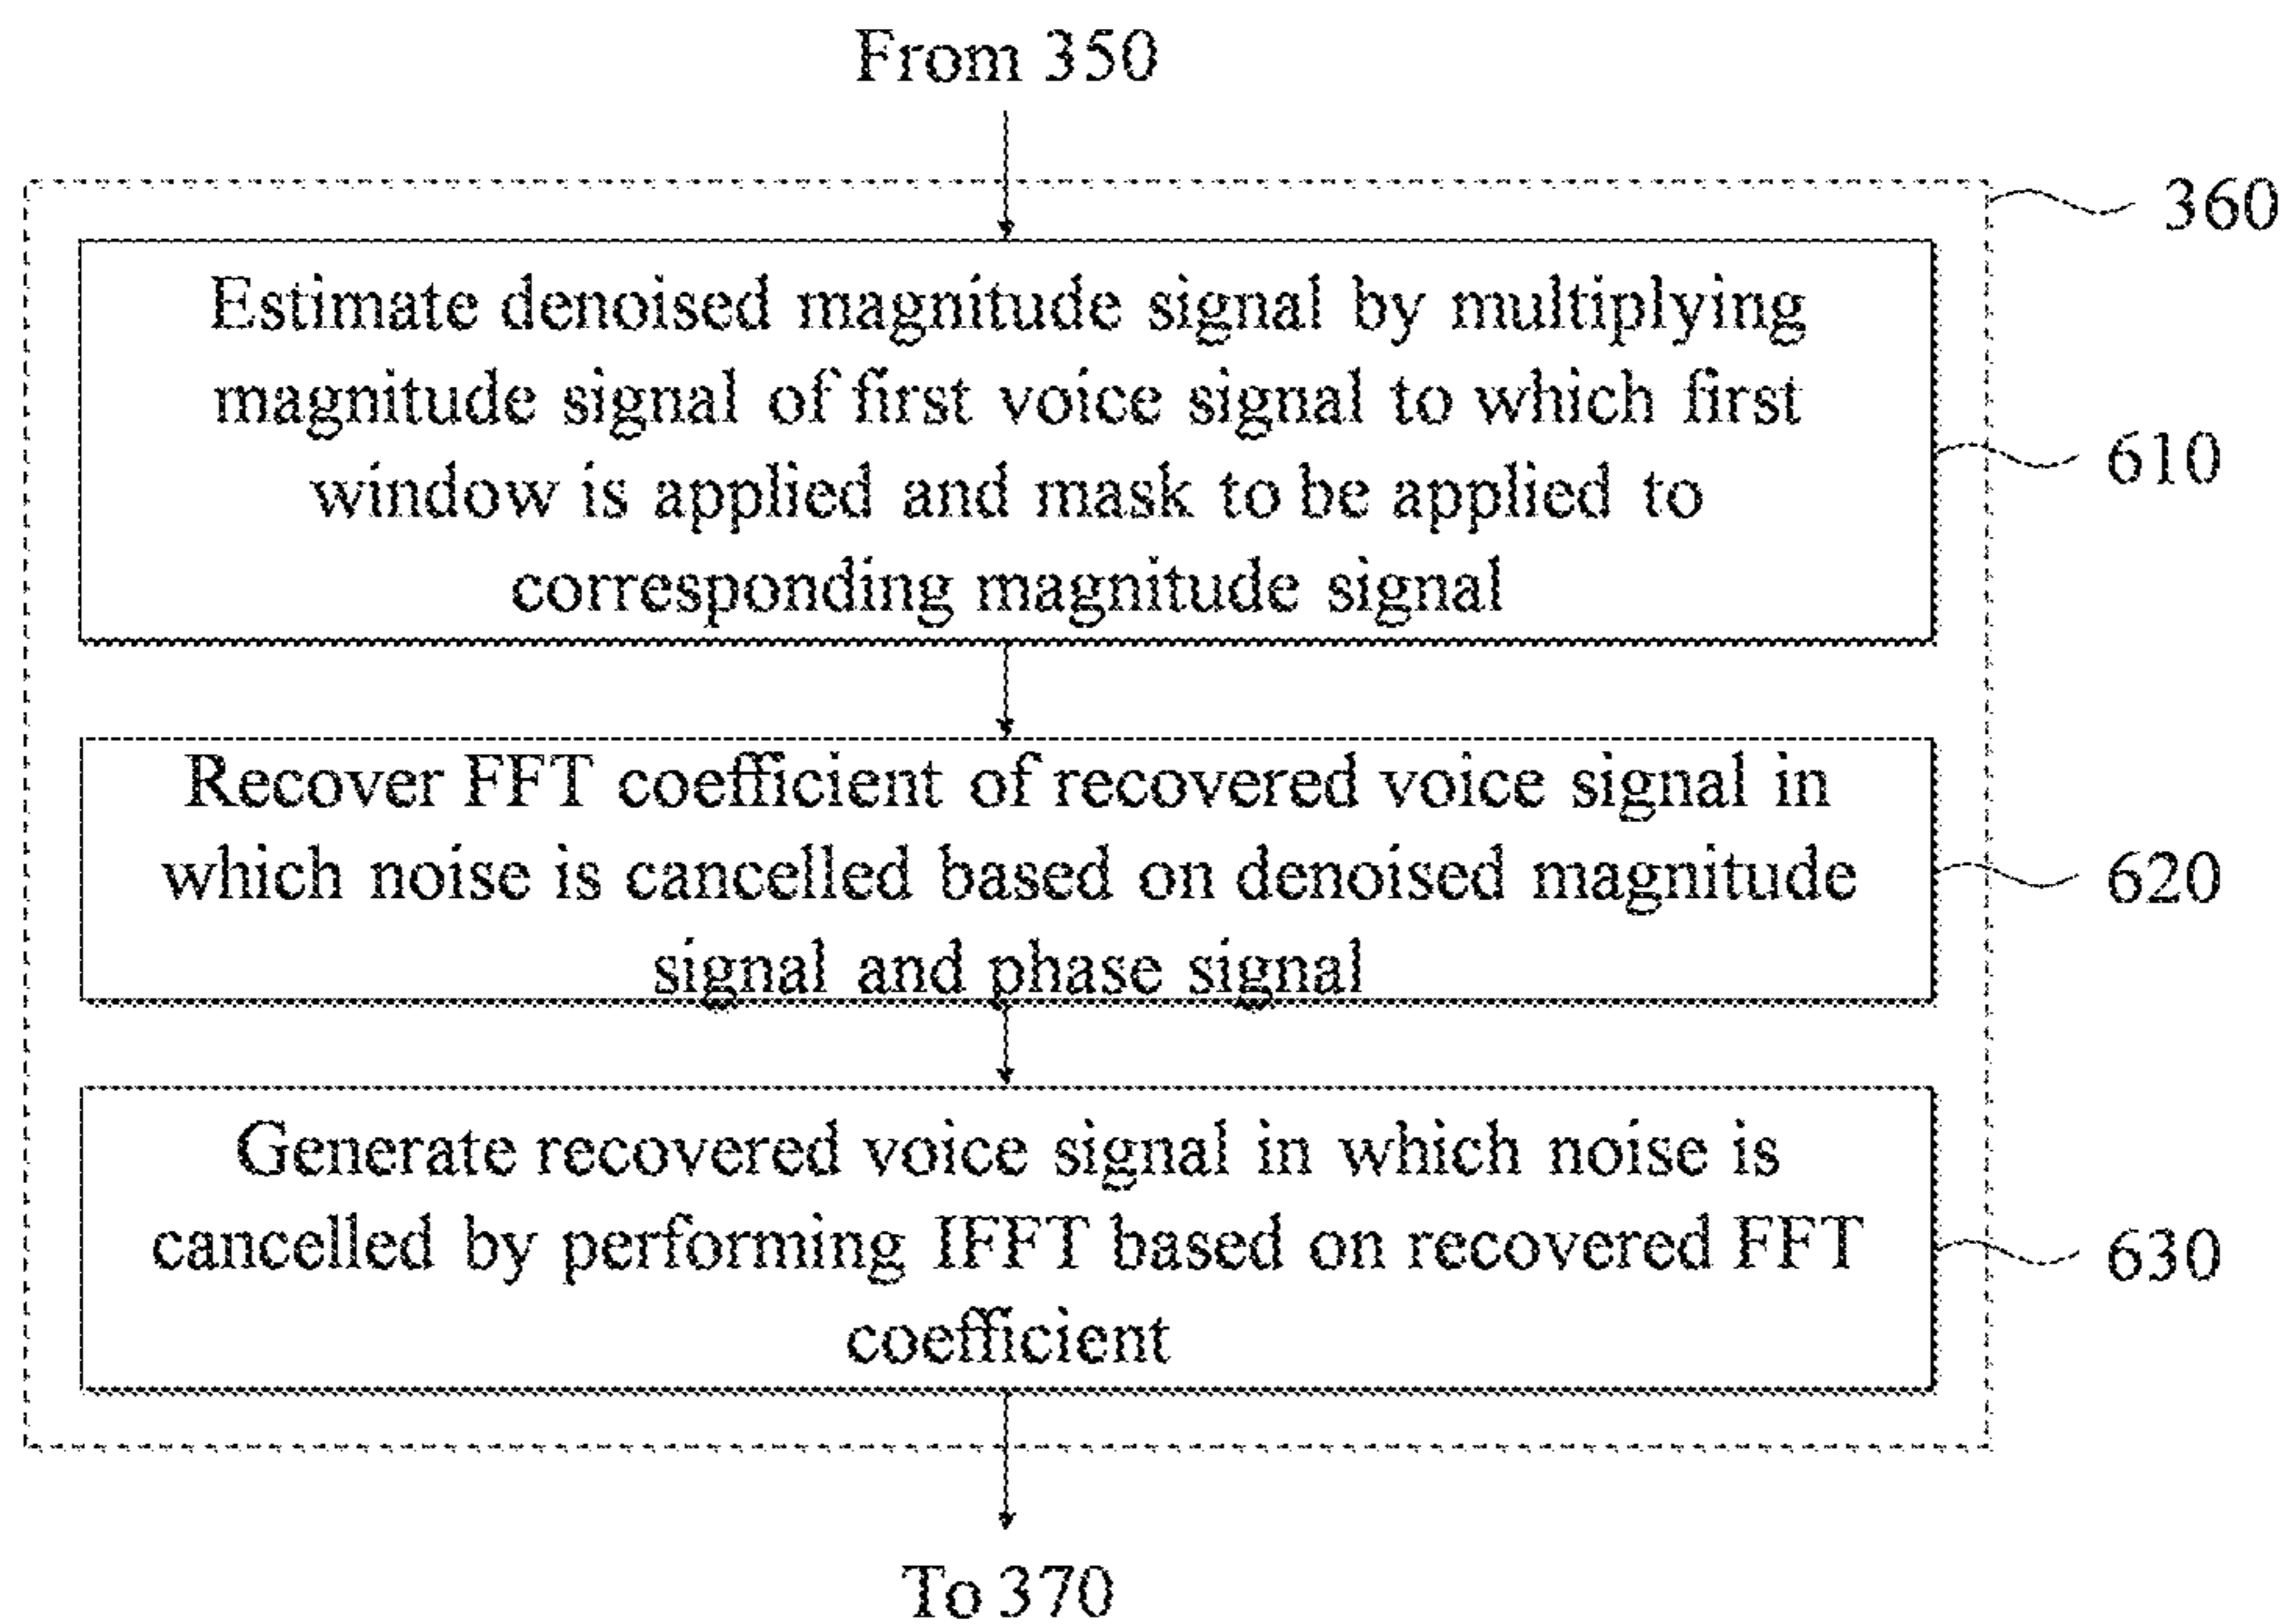 From 350
360
Estimate denoised magnitude signal by multiplying
magnitude signal of first voice signal to which first
window is applied and mask to be applied to
corresponding magnitude signal
610
Recover FFT coefficient of recovered voice signal in
which noise is cancelled based on denoised magnitude
signal and phase signal
620
Generate recovered voice signal in which noise is
cancelled by performing IFFT based on recovered FFT
coefficient
630
To 370